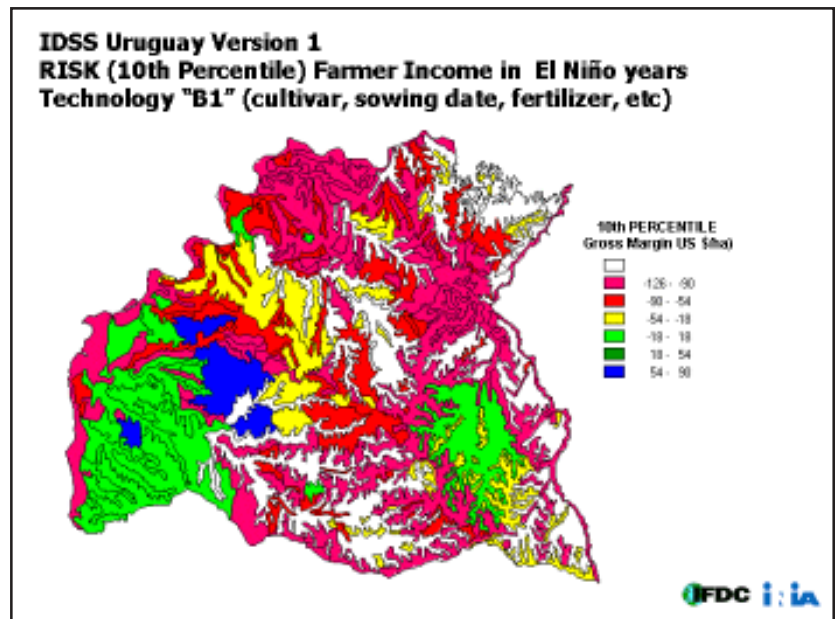 IDSS Uruguay Version 1
RISK (10th Percentile) Farmer Income in El Niño years
Technology “B1” (cultivar, sowing date, fertilizer, etc)
10th PERCENTILE
Gross Margin US $/ha)
-126 - -90
-90 - -54
-54 - -18
-18 - 18
18 - 54
54 - 90
IFDC